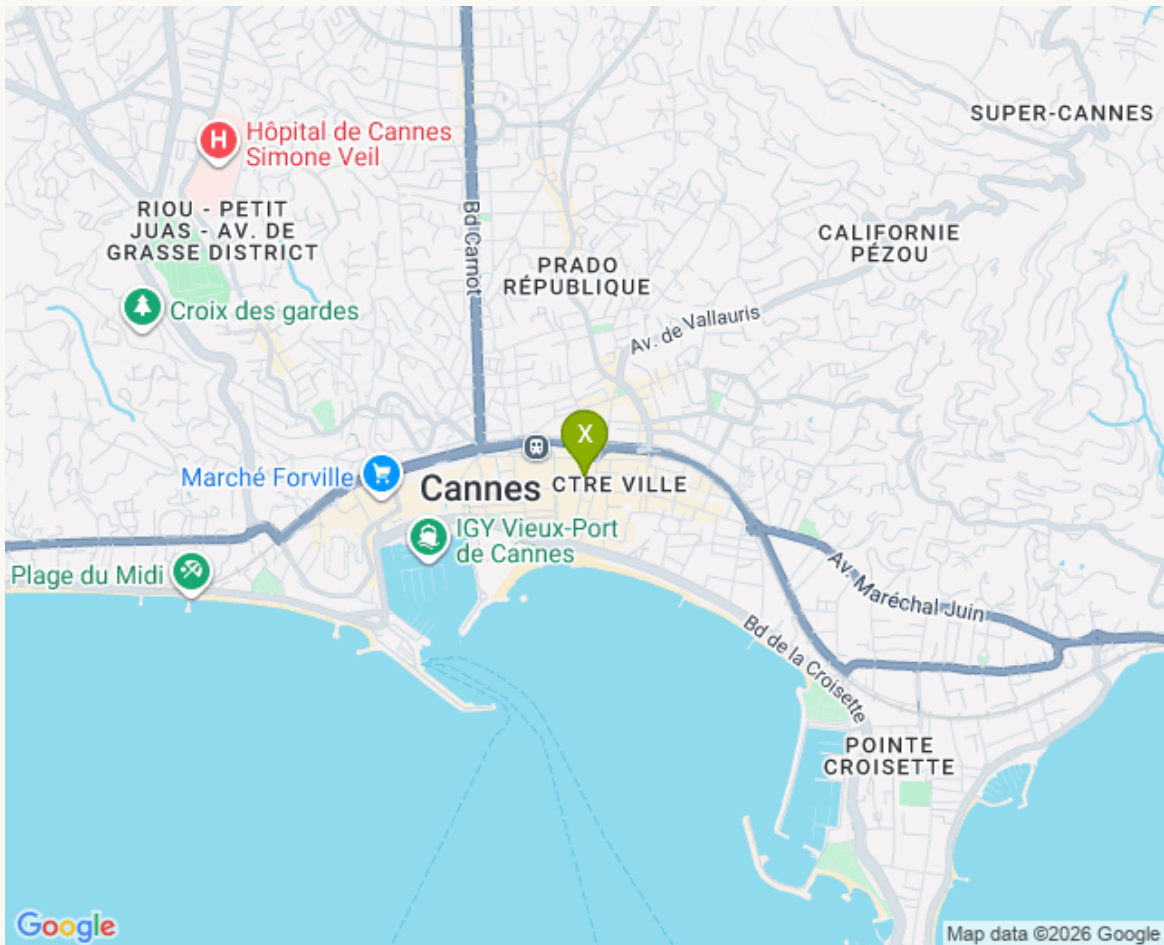 SUPER-CANNES
Hôpital de Cannes
Simone Veil
H
RIOU - PETIT
JUAS - AV. DE
GRASSE DISTRICT
Bd Carnot
CALIFORNIE
PÉZOU
PRADO
RÉPUBLIQUE
Croix des gardes
Av. de Vallauris
X
Marché Forville
Cannes
CTRE VILLE
IGY Vieux-Port
de Cannes
Plage du Midi
Av. Maréchal Juin
Bd de la Croisette
POINTE
CROISETTE
Google
Map data ©2026 Google